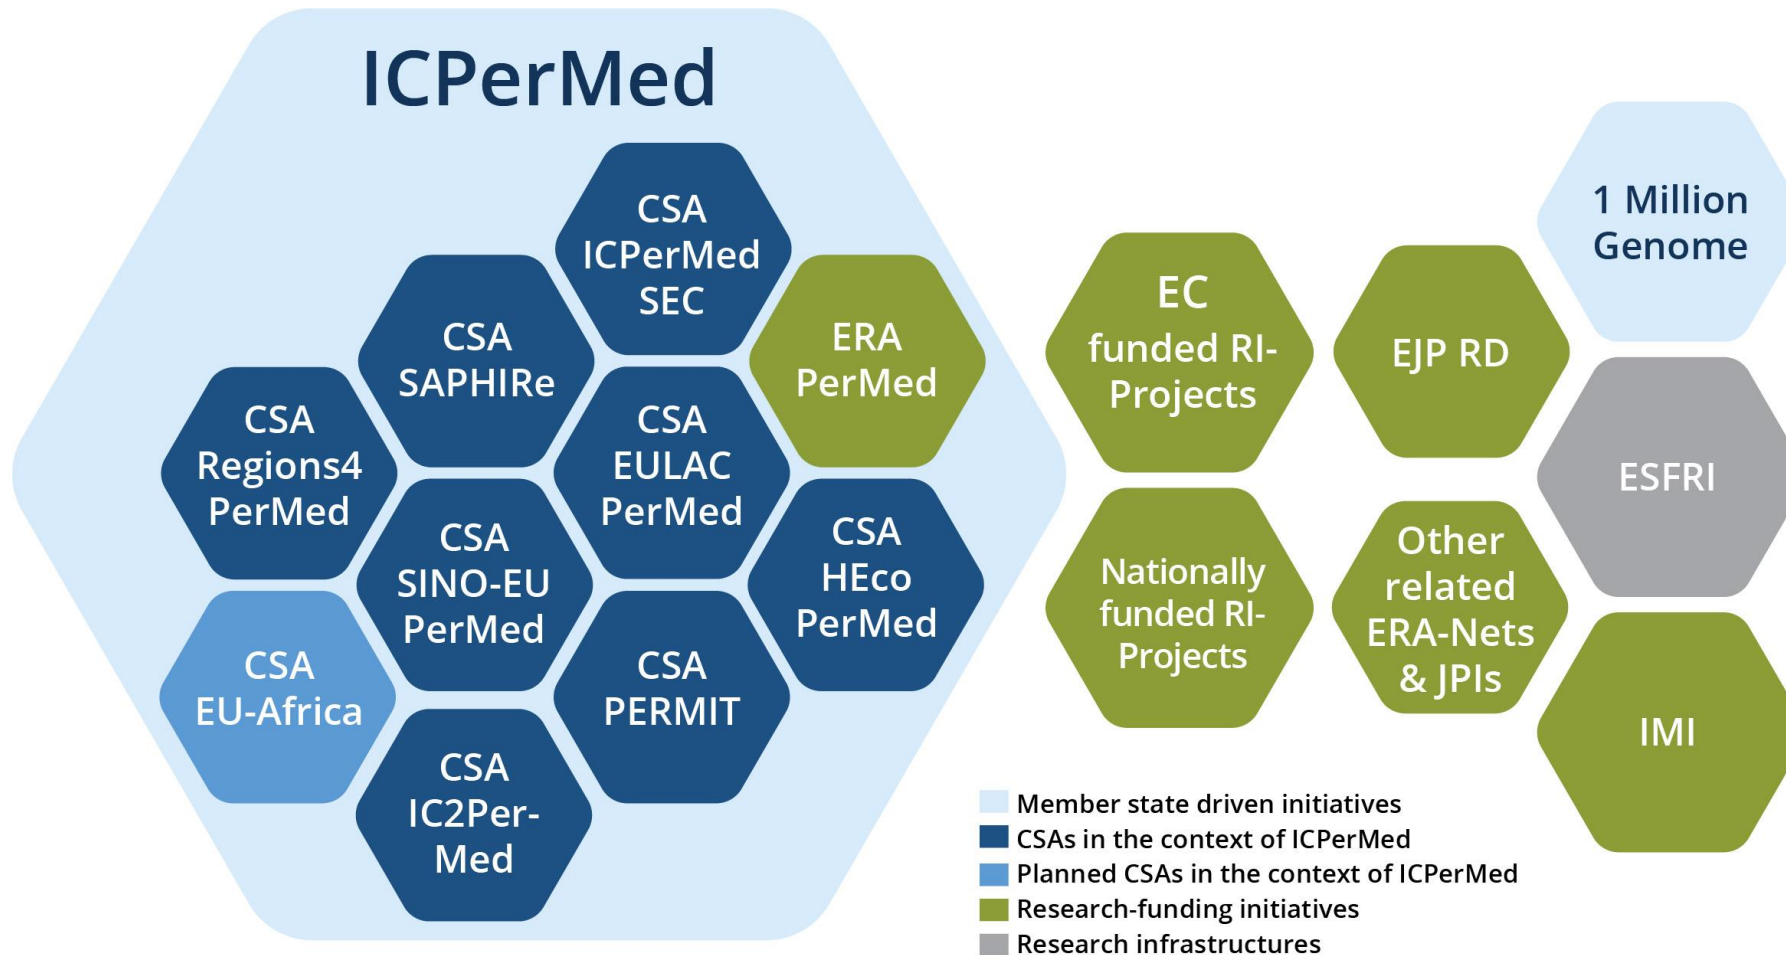 ICPerMed
CSA
ICPerMed
SEC
CSA
SAPHIRe
ERA
PerMed
CSA
Regions4
PerMed
CSA
EULAC
PerMed
CSA
SINO-EU
PerMed
CSA
HEco
PerMed
CSA
EU-Africa
CSA
PERMIT
CSA
IC2Per-
Med
EC
funded RI-
Projects
EJP RD
1 Million
Genome
ESFRI
Nationally
funded RI-
Projects
Other
related
ERA-Nets
& JPIs
IMI
Member state driven initiatives
CSAs in the context of ICPerMed
Planned CSAs in the context of ICPerMed
Research-funding initiatives
Research infrastructures